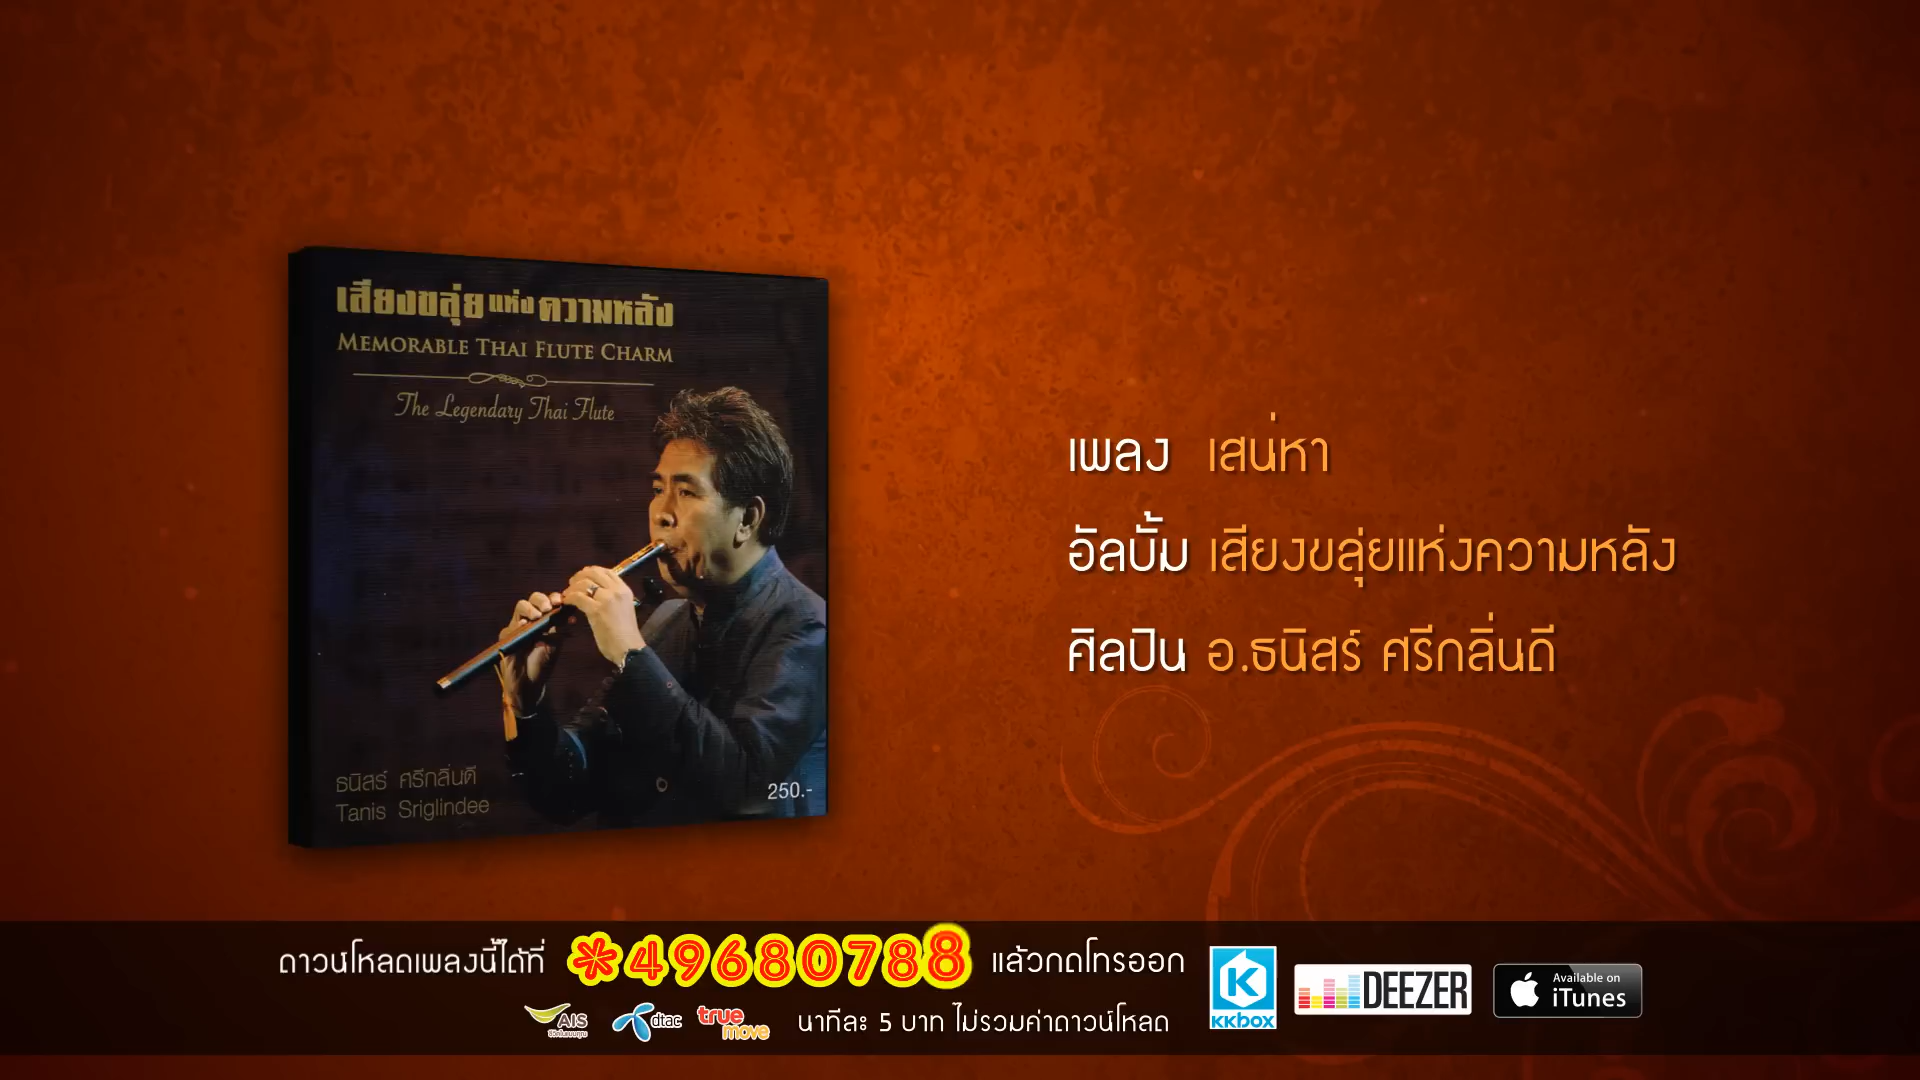 เสียงขลุ่ยแห่งความหลัง
MEMORABLE THAI FLUTE CHARM
The Legendary Thai Flute
ธนิสร์ ศรีกลิ่นดี
Tanis Sriglindee
250.-
เพลง เสน่หา
อัลบั้ม เสียงขลุ่ยแห่งความหลัง
ศิลปิน อ.ธนิสร์ ศรีกลิ่นดี
ดาวน์โหลดเพลงนี้ได้ที่ *49680788 แล้วกดโทรออก
AIS
dtac
true move
นาทีละ 5 บาท ไม่รวมค่าดาวน์โหลด
KKBOX
DEEZER
Available on
iTunes